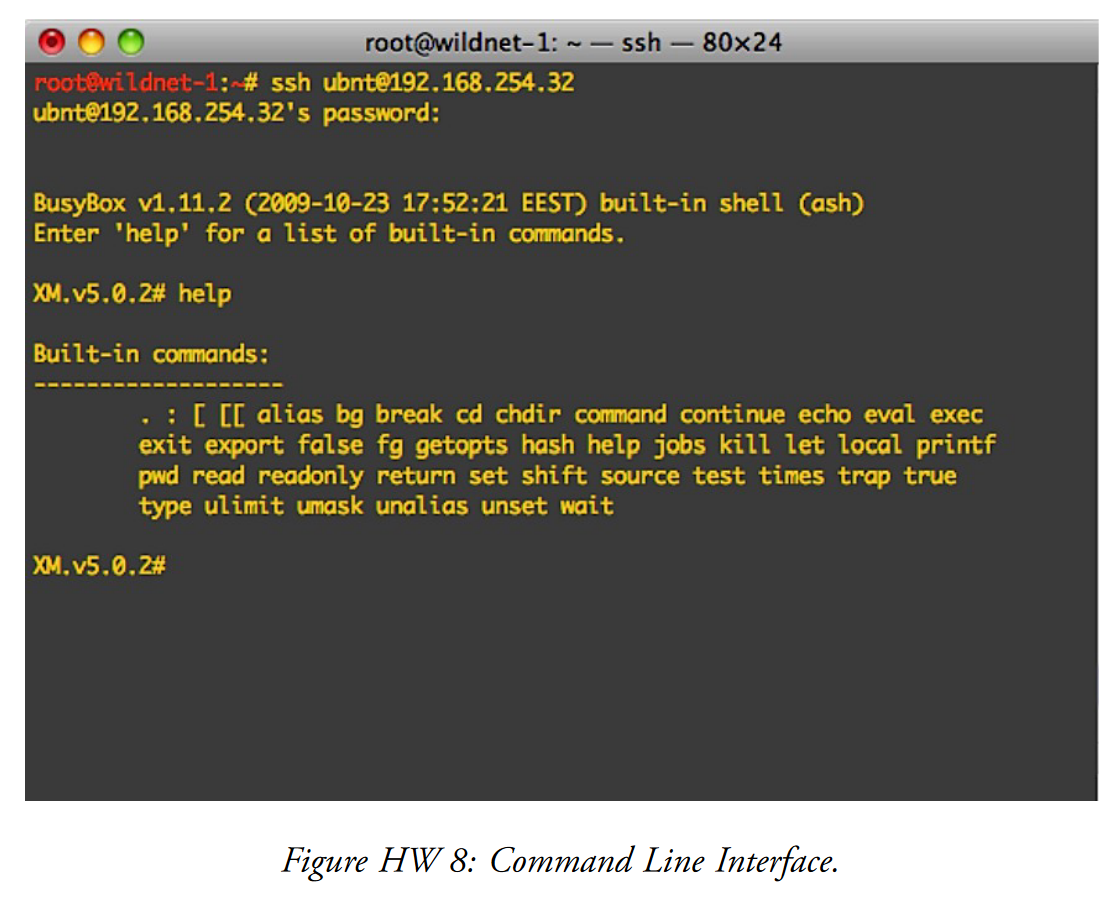 root@wildnet-1: ~ — ssh — 80×24
root@wildnet-1:~# ssh ubnt@192.168.254.32
ubnt@192.168.254.32's password:
BusyBox v1.11.2 (2009-10-23 17:52:21 EEST) built-in shell (ash)
Enter 'help' for a list of built-in commands.
XM.v5.0.2# help
Built-in commands:
-------------------
. : [ [[ alias bg break cd chdir command continue echo eval exec
exit export false fg getopts hash help jobs kill let local printf
pwd read readonly return set shift source test times trap true
type ulimit umask unalias unset wait
XM.v5.0.2#
Figure HW 8: Command Line Interface.